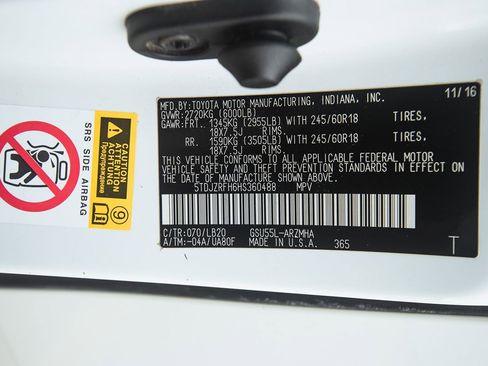 MFD.BY:TOYOTA MOTOR MANUFACTURING, INDIANA, INC. 11/16
GVWR:2720KG (6000LB)
GAWR:FRT. 1345KG (2955LB) WITH 245/60R18 TIRES,
18X7.5J RIMS.
RR. 1590KG (3505LB) WITH 245/60R18 TIRES,
18X7.5J RIMS.
THIS VEHICLE CONFORMS TO ALL APPLICABLE FEDERAL MOTOR
VEHICLE SAFETY AND THEFT PREVENTION STANDARDS IN EFFECT
ON THE DATE OF MANUFACTURE SHOWN ABOVE.
5TDJZRFH6HS360488 MPV
C/TR:070/LB20 GSU55L-ARZMHA
A/TM:-04A/UA80F MADE IN U.S.A. 365
T
SRS SIDE AIRBAG
CAUTION
ATTENTION
ACHTUNG
Предупреждение